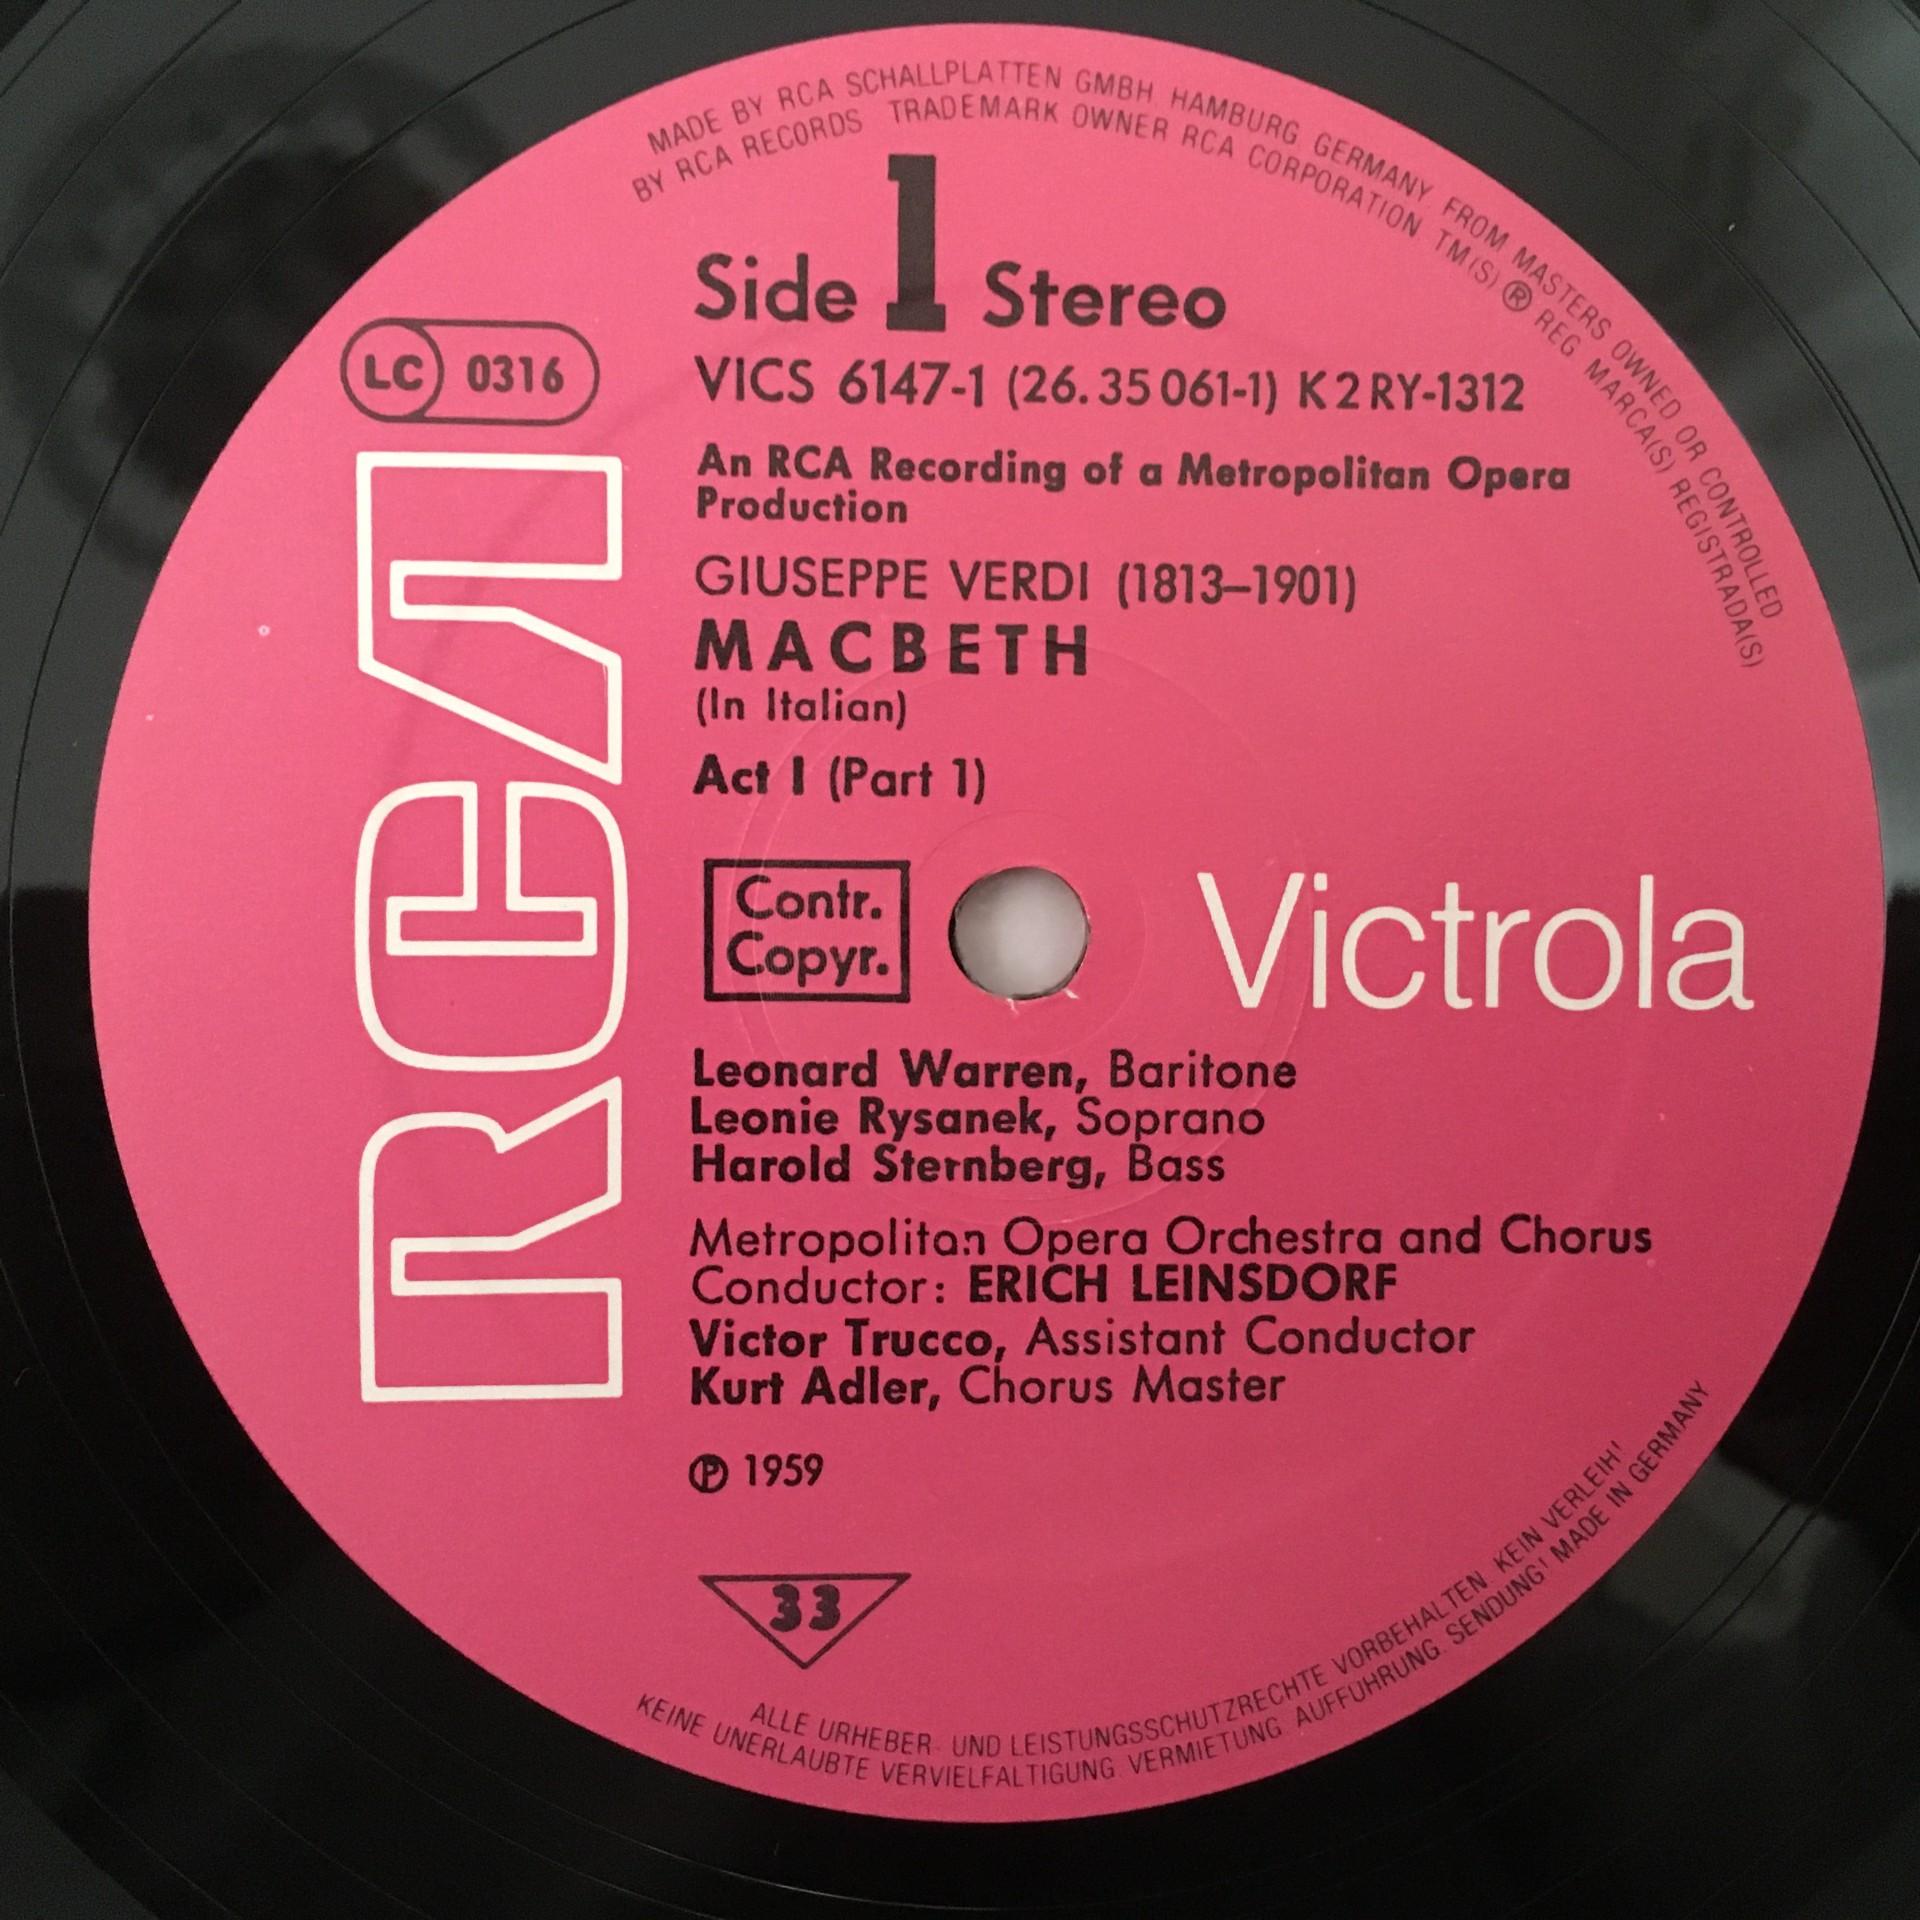 MADE BY RCA SCHALLPLATTEN GMBH HAMBURG GERMANY FROM MASTERS OWNED OR CONTROLLED
BY RCA RECORDS TRADEMARK OWNER RCA CORPORATION TM(S) ® REG MARCA(S) REGISTRADA(S)
Side 1 Stereo
LC 0316
VICS 6147-1 (26.35061-1) K2RY-1312
An RCA Recording of a Metropolitan Opera
Production
GIUSEPPE VERDI (1813–1901)
MACBETH
(In Italian)
Act I (Part 1)
RCA
Contr.
Copyr.
Victrola
Leonard Warren, Baritone
Leonie Rysanek, Soprano
Harold Sternberg, Bass
Metropolitan Opera Orchestra and Chorus
Conductor: ERICH LEINSDORF
Victor Trucco, Assistant Conductor
Kurt Adler, Chorus Master
℗ 1959
33
ALLE URHEBER- UND LEISTUNGSSCHUTZRECHTE VORBEHALTEN. KEIN VERLEIH!
KEINE UNERLAUBTE VERVIELFALTIGUNG. VERMIETUNG. AUFFUHRUNG. SENDUNG! MADE IN GERMANY